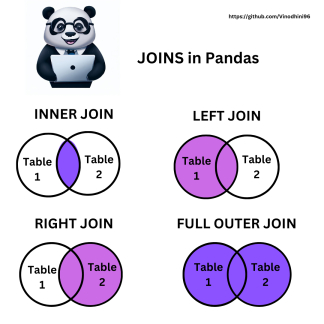 https://github.com/Vinodhini96
JOINS in Pandas
INNER JOIN
Table
1
Table
2
LEFT JOIN
Table
1
Table
2
RIGHT JOIN
Table
1
Table
2
FULL OUTER JOIN
Table
1
Table
2